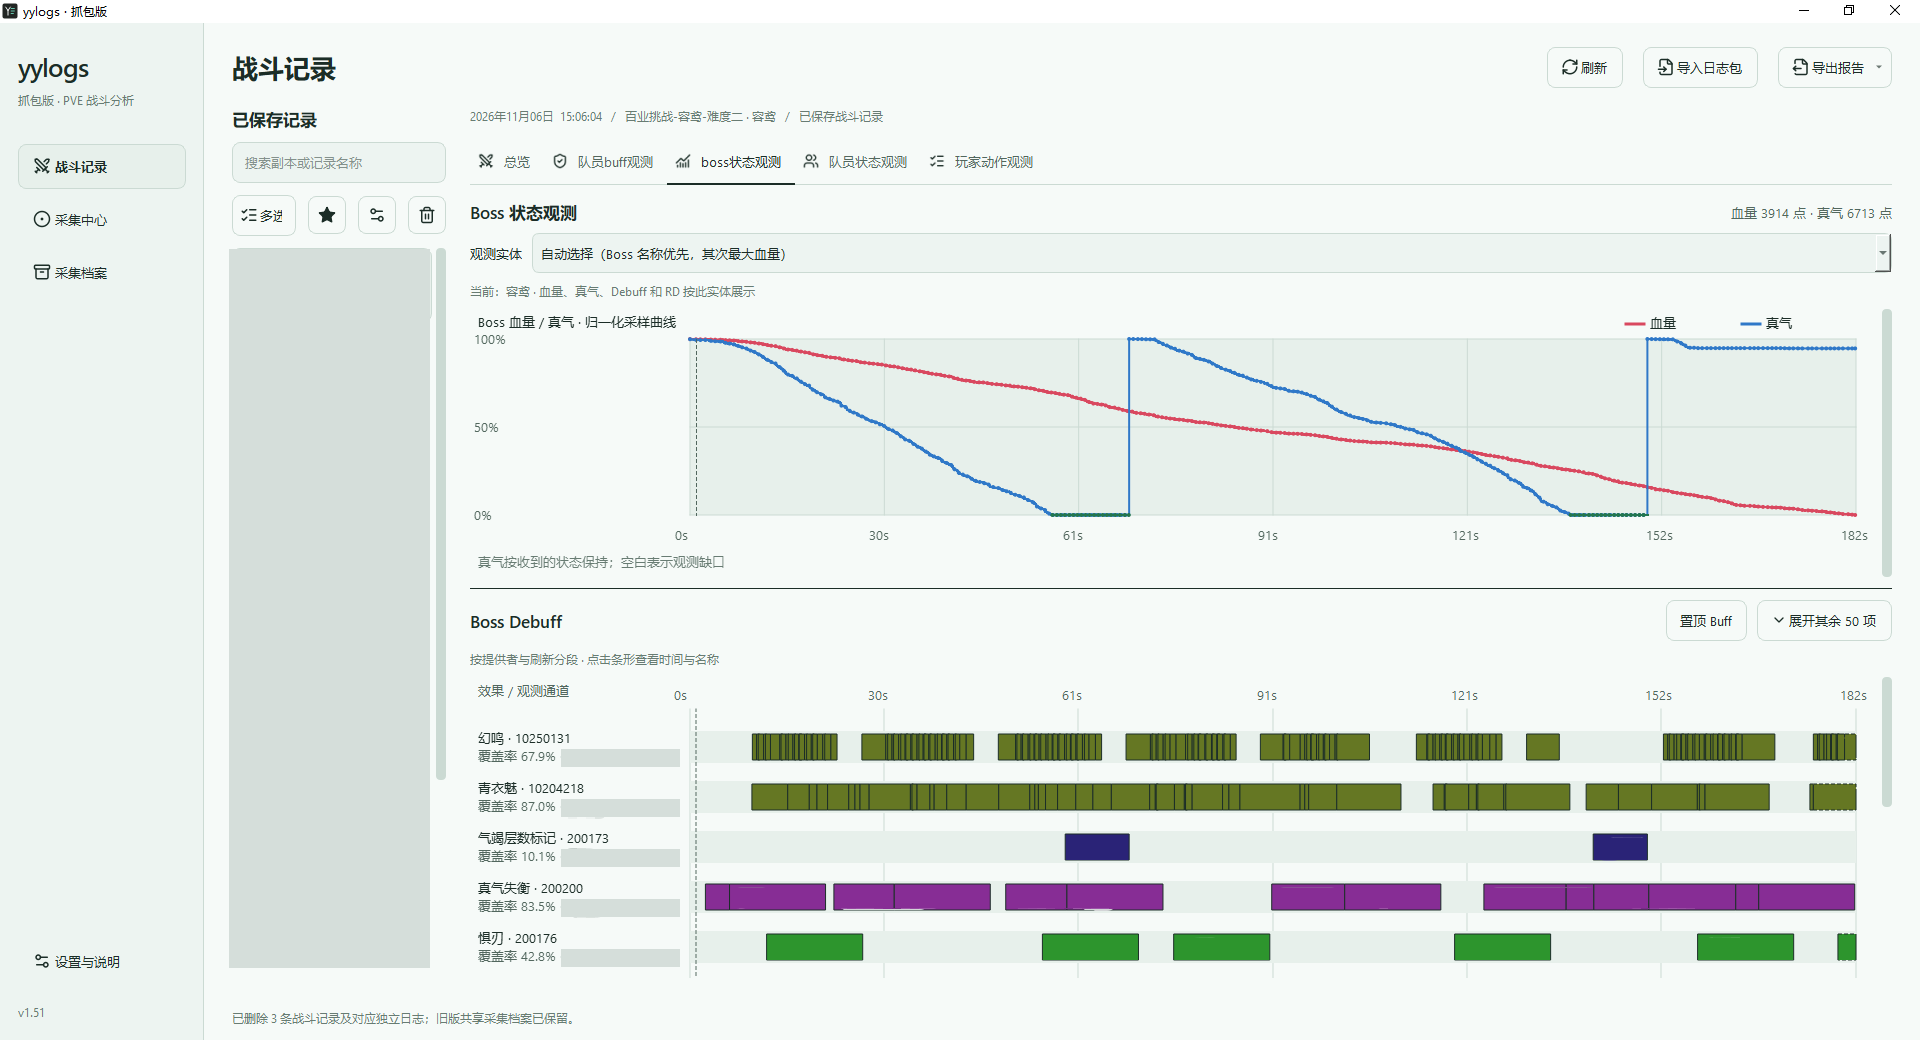 yylogs · 抓包版
yylogs
抓包版 · PVE 战斗分析
战斗记录
采集中心
采集档案
设置与说明
v1.51
战斗记录
刷新
导入日志包
导出报告
已保存记录
搜索副本或记录名称
多选
2026年11月06日 15:06:04 / 百业挑战-容鸢-难度二 · 容鸢 / 已保存战斗记录
总览
队员buff观测
boss状态观测
队员状态观测
玩家动作观测
Boss 状态观测
血量 3914 点 · 真气 6713 点
观测实体
自动选择（Boss 名称优先，其次最大血量）
当前：容鸢 · 血量、真气、Debuff 和 RD 按此实体展示
Boss 血量 / 真气 · 归一化采样曲线
血量
真气
100%
50%
0%
0s 30s 61s 91s 121s 152s 182s
真气按收到的状态保持；空白表示观测缺口
Boss Debuff
置顶 Buff
展开其余 50 项
按提供者与刷新分段 · 点击条形查看时间与名称
效果 / 观测通道
0s 30s 61s 91s 121s 152s 182s
幻鸣 · 10250131
覆盖率 67.9%
青衣魅 · 10204218
覆盖率 87.0%
气竭层数标记 · 200173
覆盖率 10.1%
真气失衡 · 200200
覆盖率 83.5%
惧刃 · 200176
覆盖率 42.8%
已删除 3 条战斗记录及对应独立日志；旧版共享采集档案已保留。